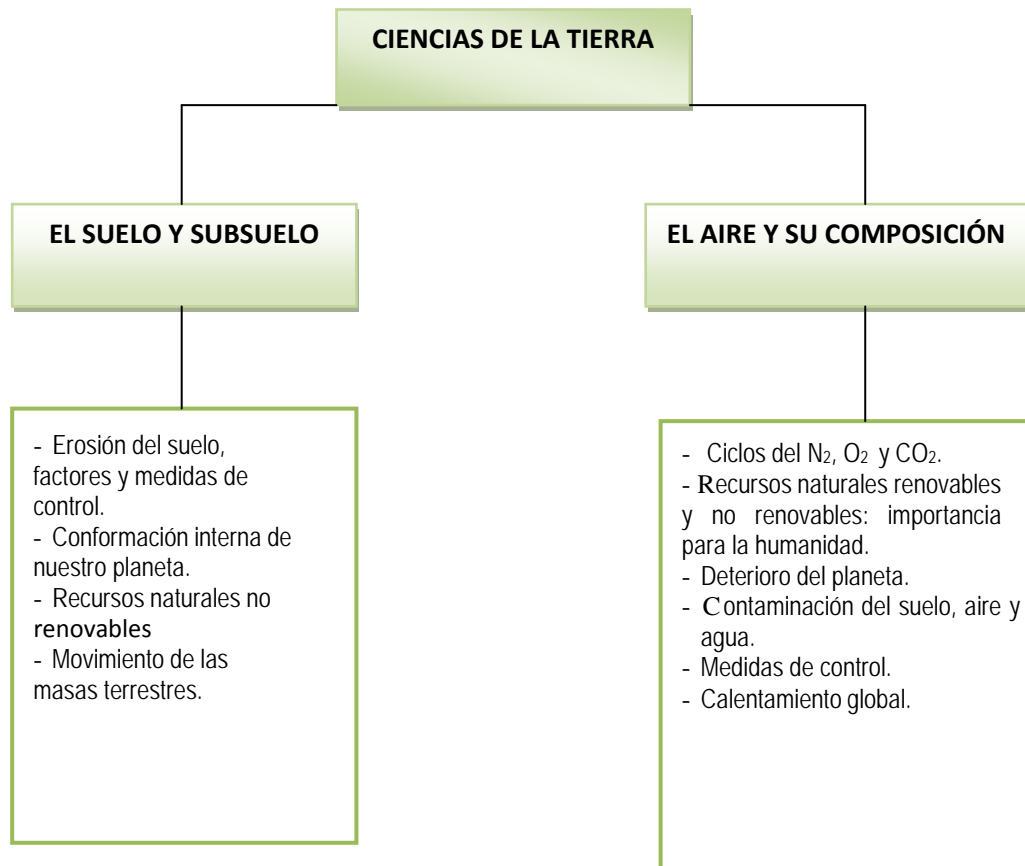 CIENCIAS DE LA TIERRA
EL SUELO Y SUBSUELO
- Erosión del suelo,
factores y medidas de
control.
- Conformación interna de
nuestro planeta.
- Recursos naturales no
renovables
- Movimiento de las
masas terrestres.
EL AIRE Y SU COMPOSICIÓN
- Ciclos del N₂, O₂ y CO₂.
- Recursos naturales renovables
y no renovables: importancia
para la humanidad.
- Deterioro del planeta.
- Contaminación del suelo, aire y
agua.
- Medidas de control.
- Calentamiento global.